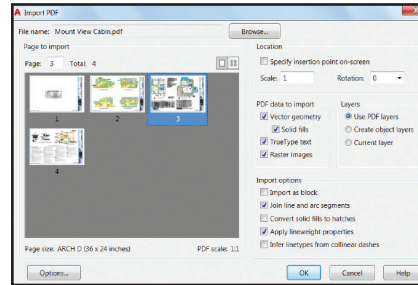 Import PDF
File name: Mount View Cabin.pdf
Browse...
Page to import
Page: 3 Total: 4
1
2
3
4
Page size: ARCH D (36 x 24 inches)
PDF scale: 1:1
Location
Specify insertion point on-screen
Scale: 1
Rotation: 0
PDF data to import
Vector geometry
Solid fills
TrueType text
Raster images
Layers
Use PDF layers
Create object layers
Current layer
Import options
Import as block
Join line and arc segments
Convert solid fills to hatches
Apply lineweight properties
Infer linetypes from collinear dashes
Options...
OK
Cancel
Help